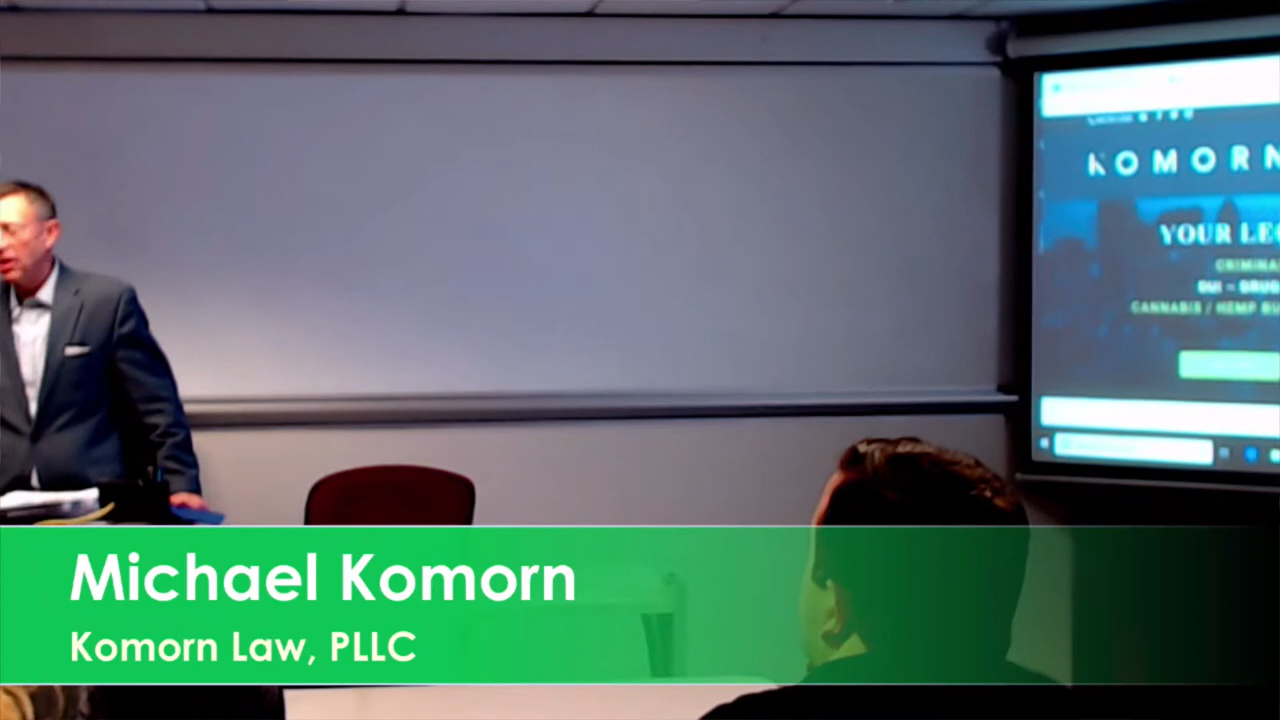 KOMORN
YOUR LE
CRIMINA
DUI - DRUG
CANNABIS / HEMP BU
Michael Komorn
Komorn Law, PLLC